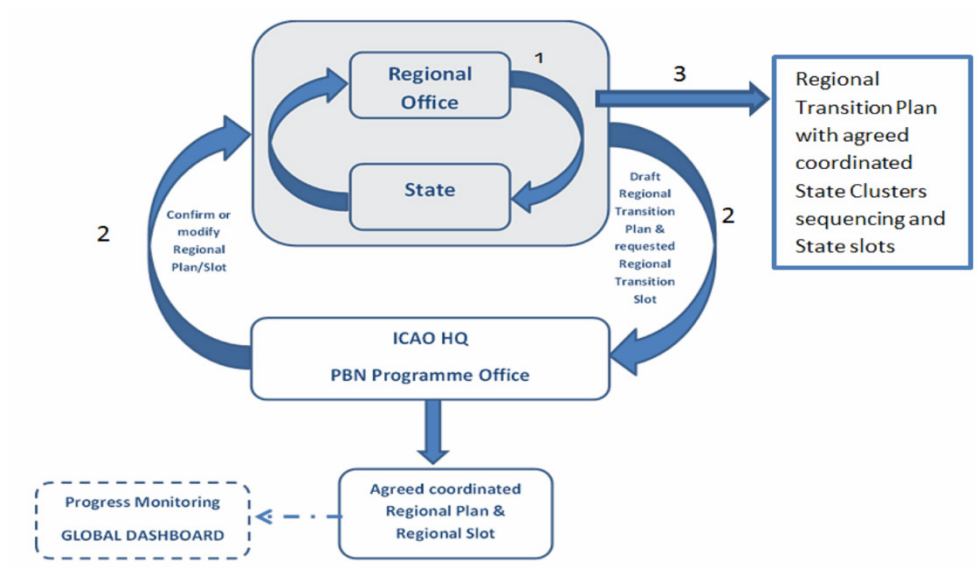 Regional
Office
1
State
3
Regional
Transition Plan
with agreed
coordinated
State Clusters
sequencing and
State slots
2
Confirm or
modify
Regional
Plan/Slot
Draft
Regional
Transition
Plan &
requested
Regional
Transition
Slot
2
ICAO HQ
PBN Programme Office
Agreed coordinated
Regional Plan &
Regional Slot
Progress Monitoring
GLOBAL DASHBOARD